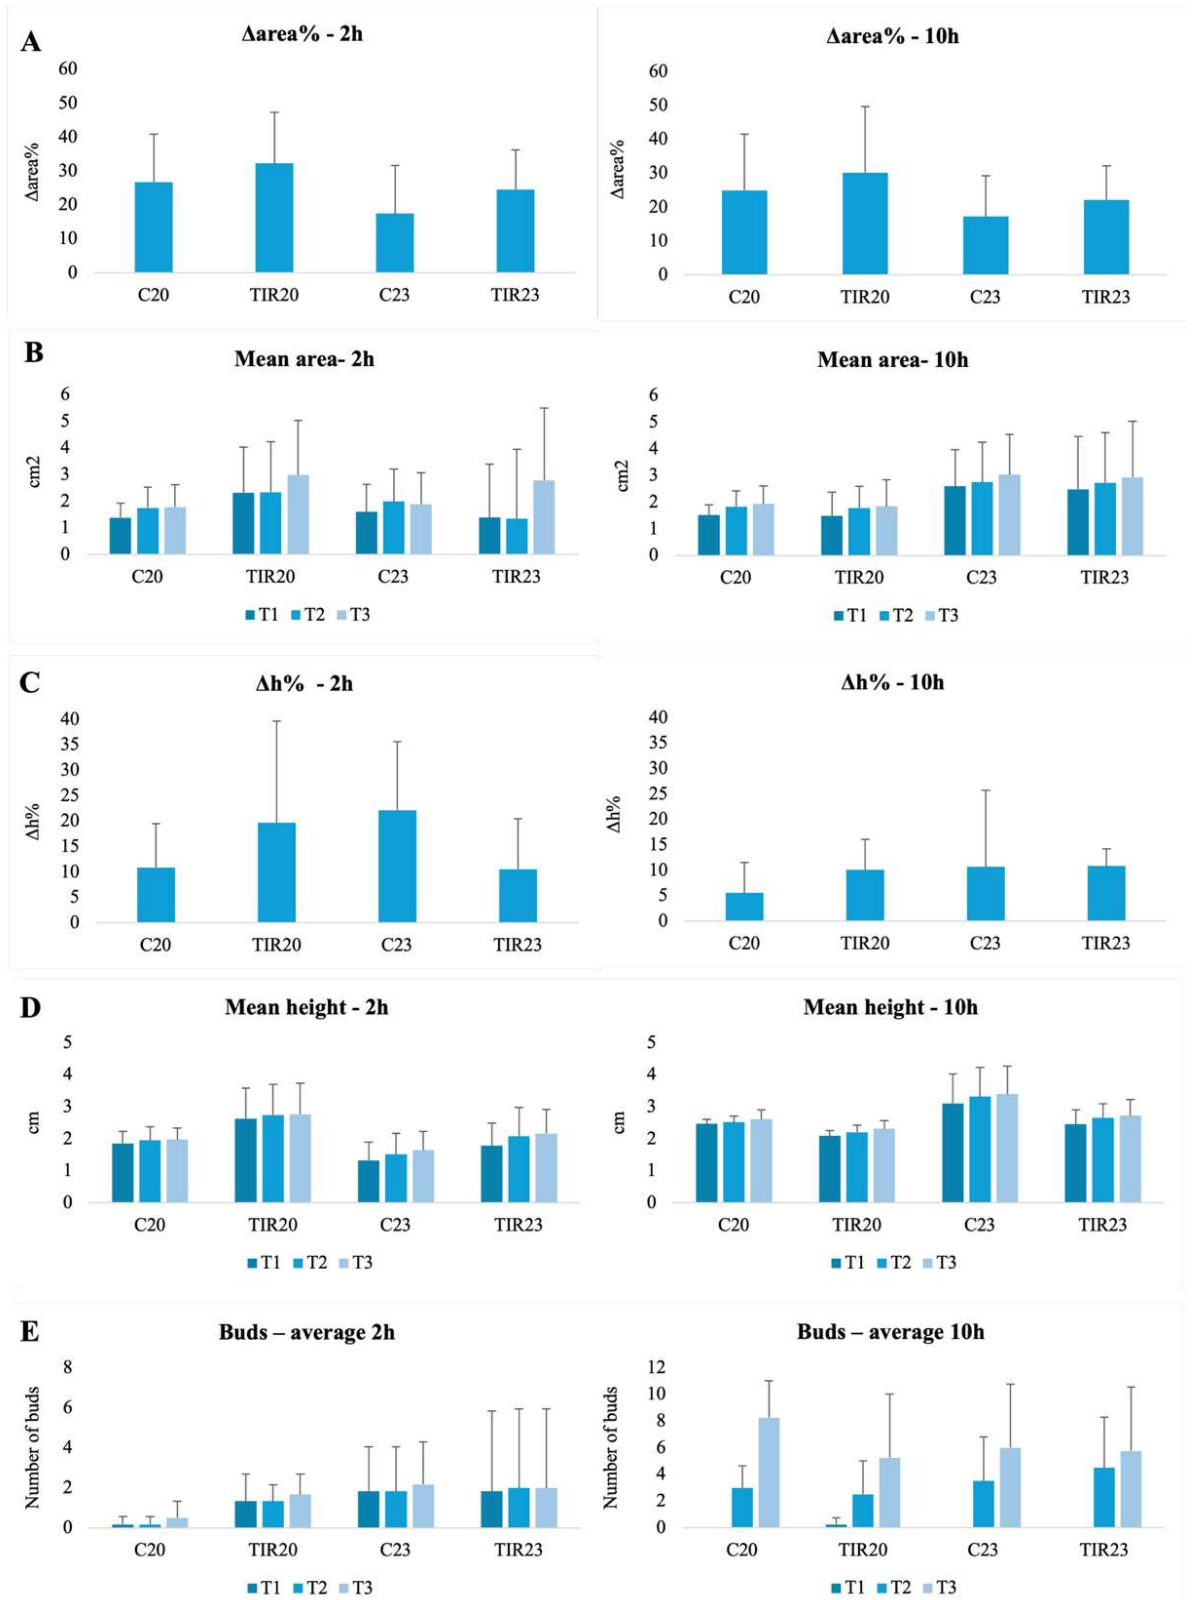 A
Δarea% - 2h
Δarea%
60
50
40
30
20
10
0
C20 TIR20 C23 TIR23
Δarea% - 10h
Δarea%
60
50
40
30
20
10
0
C20 TIR20 C23 TIR23
B
Mean area- 2h
cm2
6
5
4
3
2
1
0
C20 TIR20 C23 TIR23
T1 T2 T3
Mean area- 10h
cm2
6
5
4
3
2
1
0
C20 TIR20 C23 TIR23
T1 T2 T3
C
Δh% - 2h
Δh%
40
35
30
25
20
15
10
5
0
C20 TIR20 C23 TIR23
Δh% - 10h
Δh%
40
35
30
25
20
15
10
5
0
C20 TIR20 C23 TIR23
D
Mean height - 2h
cm
5
4
3
2
1
0
C20 TIR20 C23 TIR23
T1 T2 T3
Mean height - 10h
cm
5
4
3
2
1
0
C20 TIR20 C23 TIR23
T1 T2 T3
E
Buds – average 2h
Number of buds
8
6
4
2
0
C20 TIR20 C23 TIR23
T1 T2 T3
Buds – average 10h
Number of buds
12
10
8
6
4
2
0
C20 TIR20 C23 TIR23
T1 T2 T3